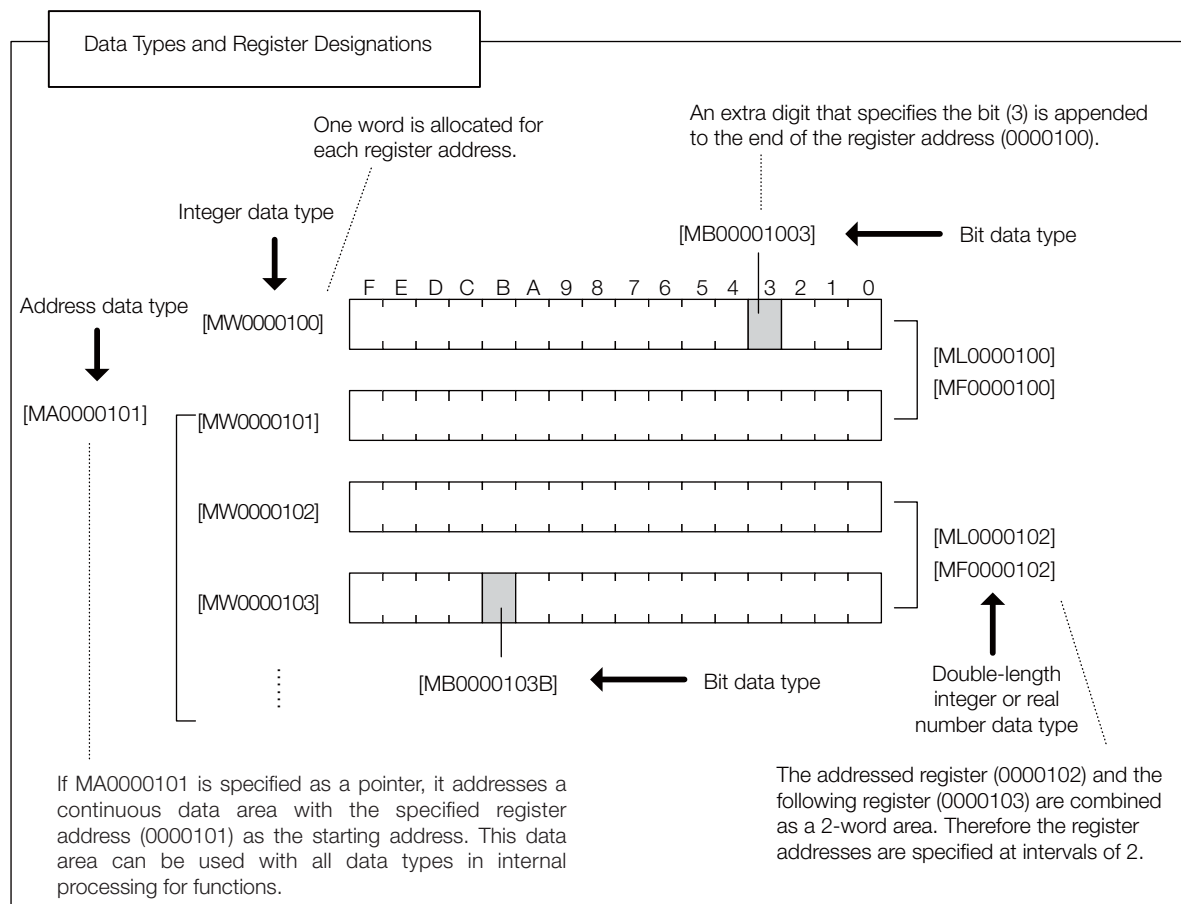 Data Types and Register Designations
One word is allocated for
each register address.
An extra digit that specifies the bit (3) is appended
to the end of the register address (0000100).
Integer data type
[MB00001003]
Bit data type
Address data type
F E D C B A 9 8 7 6 5 4 3 2 1 0
[MW0000100]
[ML0000100]
[MF0000100]
[MA0000101]
[MW0000101]
[MW0000102]
[ML0000102]
[MF0000102]
[MW0000103]
[MB0000103B]
Bit data type
Double-length
integer or real
number data type
If MA0000101 is specified as a pointer, it addresses a
continuous data area with the specified register
address (0000101) as the starting address. This data
area can be used with all data types in internal
processing for functions.
The addressed register (0000102) and the
following register (0000103) are combined
as a 2-word area. Therefore the register
addresses are specified at intervals of 2.